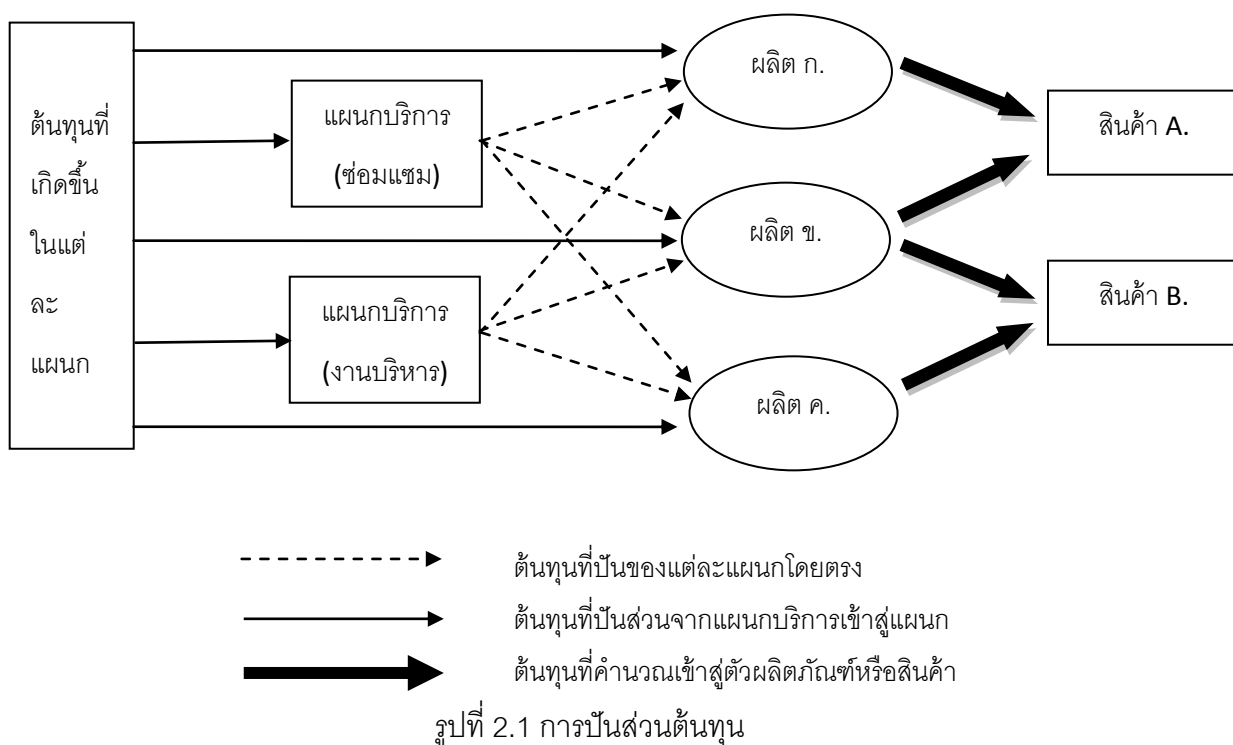 ต้นทุนที่
เกิดขึ้น
ในแต่
ละ
แผนก
แผนกบริการ
(ซ่อมแซม)
แผนกบริการ
(งานบริหาร)
ผลิต ก.
ผลิต ข.
ผลิต ค.
สินค้า A.
สินค้า B.
ต้นทุนที่ปันของแต่ละแผนกโดยตรง
ต้นทุนที่ปันส่วนจากแผนกบริการเข้าสู่แผนก
ต้นทุนที่คำนวณเข้าสู่ตัวผลิตภัณฑ์หรือสินค้า
รูปที่ 2.1 การปันส่วนต้นทุน